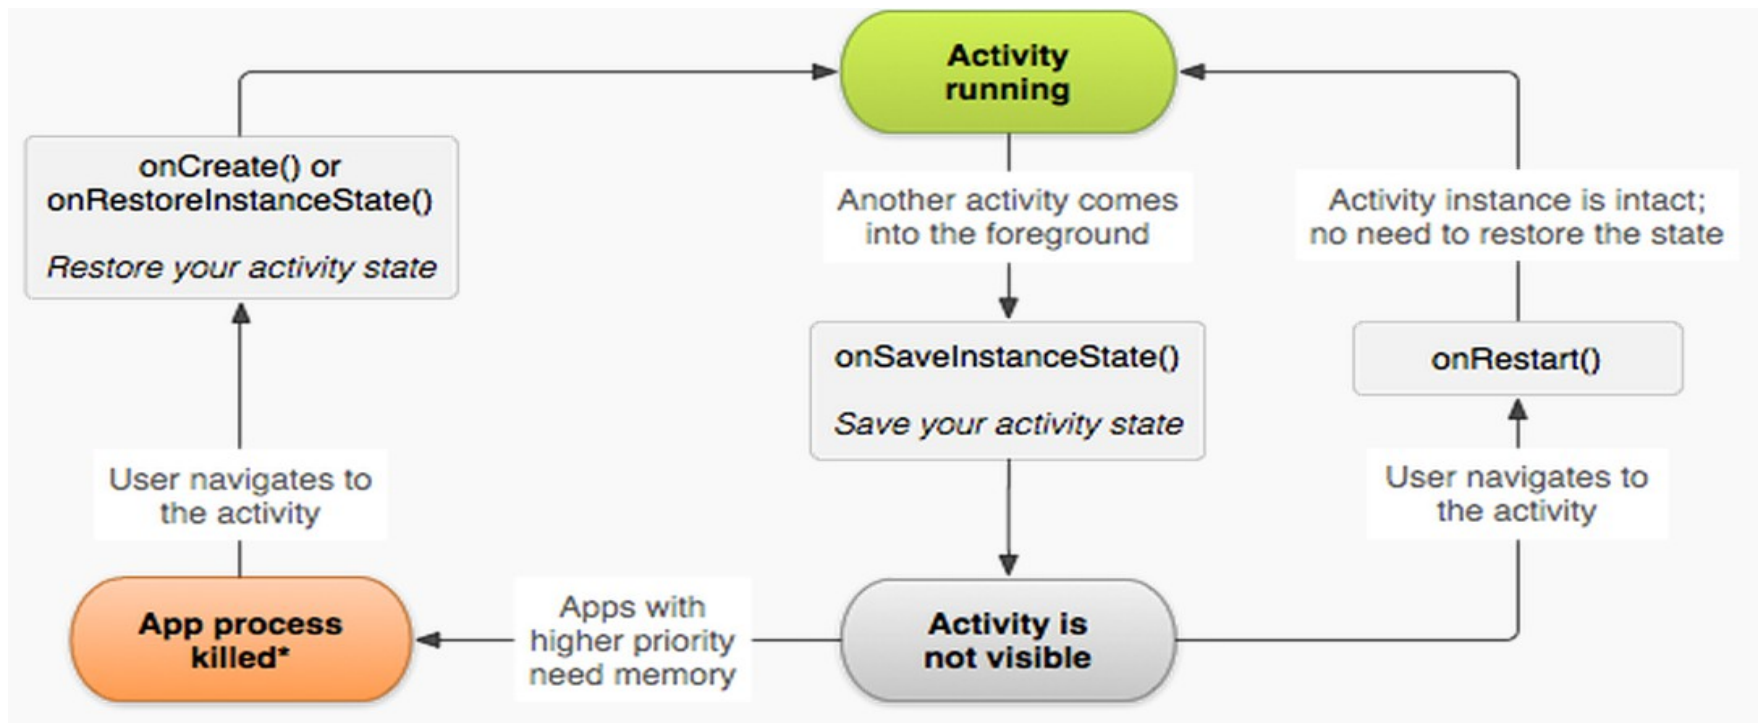 Activity
running
onCreate() or
onRestoreInstanceState()
Restore your activity state
Another activity comes
into the foreground
Activity instance is intact;
no need to restore the state
onSaveInstanceState()
Save your activity state
onRestart()
User navigates to
the activity
User navigates to
the activity
App process
killed*
Apps with
higher priority
need memory
Activity is
not visible